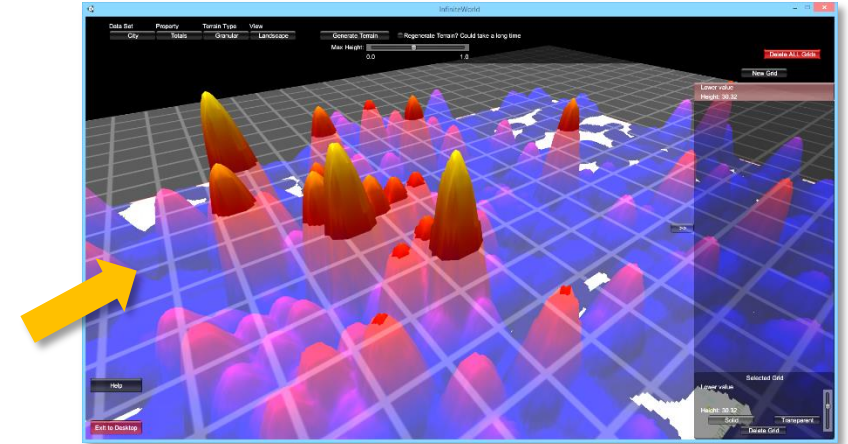 InfiniteWorld
Data Set Property Terrain Type View
City Totals Granular Landscape
Generate Terrain Regenerate Terrain? Could take a long time
Max Height:
0.0 1.0
Delete ALL Grids
New Grid
Lower value
Height: 30.32
Help
Exit to Desktop
Selected Grid
Lower value
Height: 30.32
Solid Transparent
Delete Grid